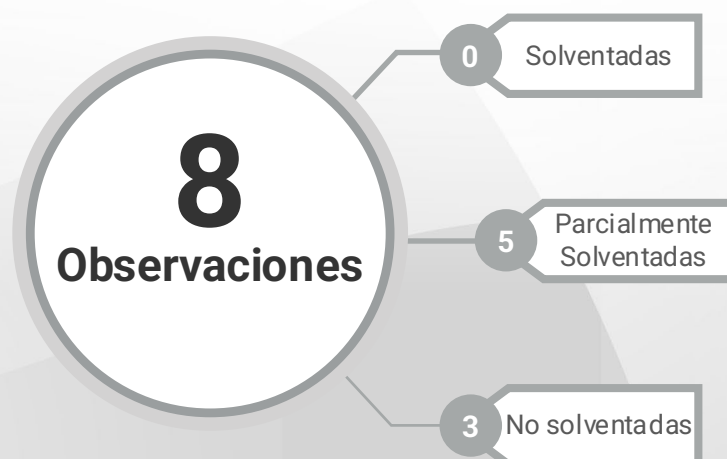 8
Observaciones
0
Solventadas
5
Parcialmente
Solventadas
3
No solventadas